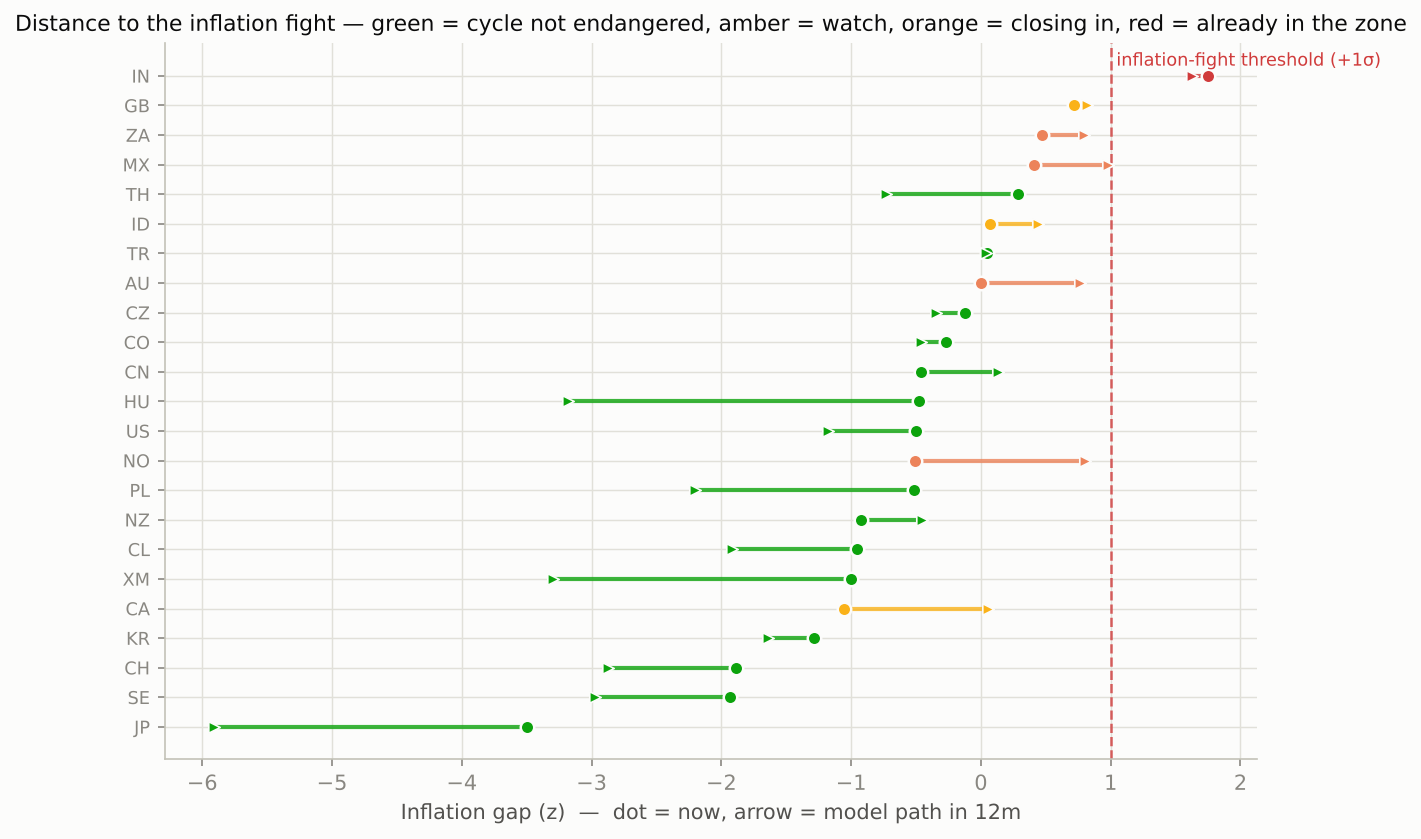 Distance to the inflation fight — green = cycle not endangered, amber = watch, orange = closing in, red = already in the zone
inflation-fight threshold (+1σ)
IN
GB
ZA
MX
TH
ID
TR
AU
CZ
CO
CN
HU
US
NO
PL
NZ
CL
XM
CA
KR
CH
SE
JP
−6 −5 −4 −3 −2 −1 0 1 2
Inflation gap (z) — dot = now, arrow = model path in 12m